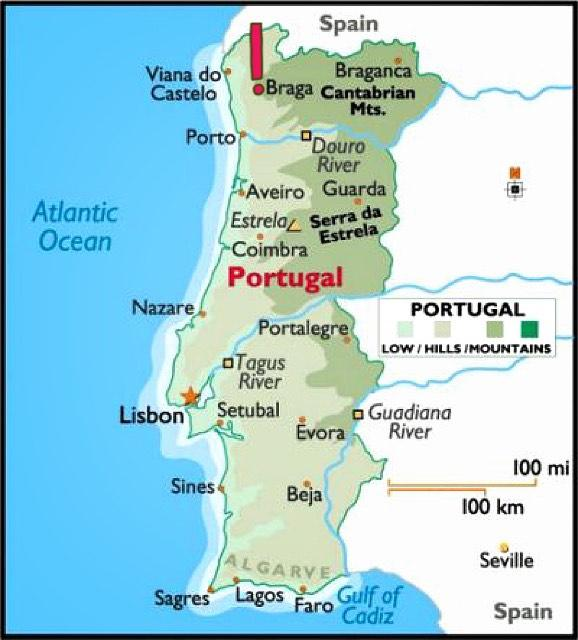 Spain
Viana do
Castelo
Braga
Braganca
Cantabrian
Mts.
Porto
Douro
River
N
Aveiro
Guarda
Atlantic
Ocean
Estrela
Serra da
Estrela
Coimbra
Portugal
Nazare
PORTUGAL
LOW / HILLS / MOUNTAINS
Portalegre
Tagus
River
Lisbon
Setubal
Evora
Guadiana
River
100 mi
100 km
Sines
Beja
Seville
ALGARVE
Sagres
Lagos
Faro
Gulf of
Cadiz
Spain